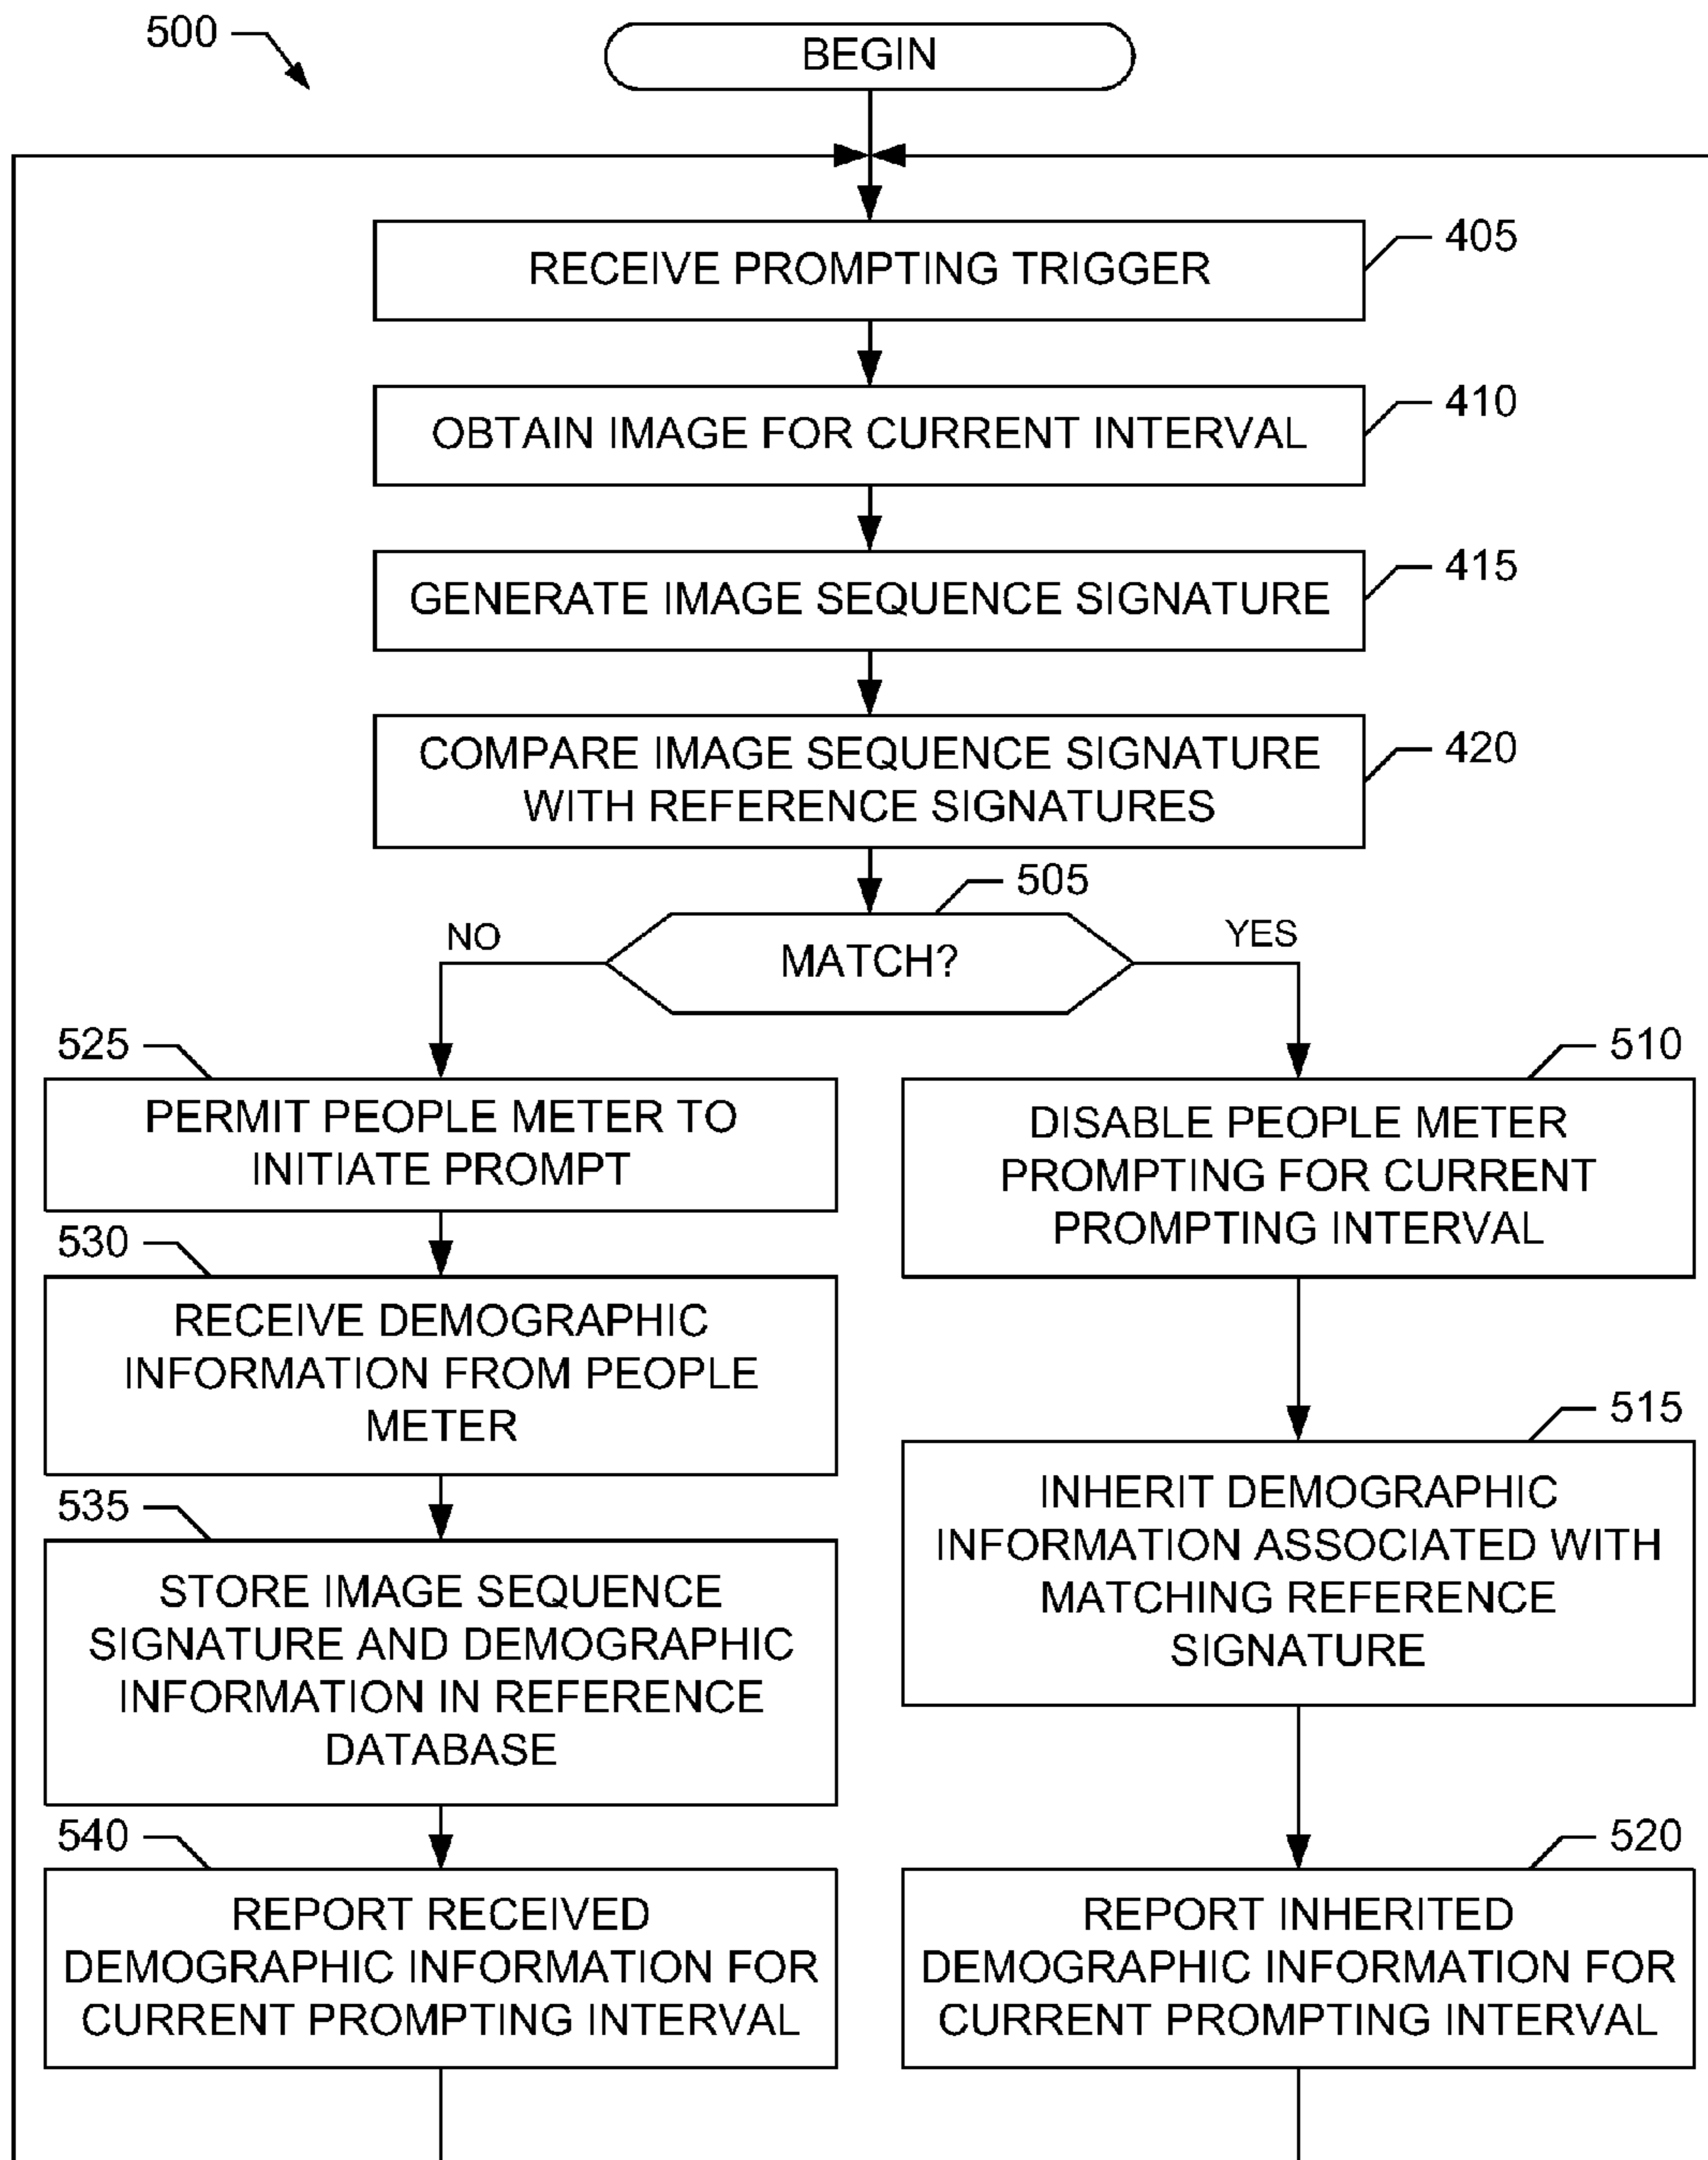 500
BEGIN
RECEIVE PROMPTING TRIGGER
405
OBTAIN IMAGE FOR CURRENT INTERVAL
410
GENERATE IMAGE SEQUENCE SIGNATURE
415
COMPARE IMAGE SEQUENCE SIGNATURE
WITH REFERENCE SIGNATURES
420
505
MATCH?
NO
YES
525
PERMIT PEOPLE METER TO
INITIATE PROMPT
530
RECEIVE DEMOGRAPHIC
INFORMATION FROM PEOPLE
METER
535
STORE IMAGE SEQUENCE
SIGNATURE AND DEMOGRAPHIC
INFORMATION IN REFERENCE
DATABASE
540
REPORT RECEIVED
DEMOGRAPHIC INFORMATION FOR
CURRENT PROMPTING INTERVAL
510
DISABLE PEOPLE METER
PROMPTING FOR CURRENT
PROMPTING INTERVAL
515
INHERIT DEMOGRAPHIC
INFORMATION ASSOCIATED WITH
MATCHING REFERENCE
SIGNATURE
520
REPORT INHERITED
DEMOGRAPHIC INFORMATION FOR
CURRENT PROMPTING INTERVAL